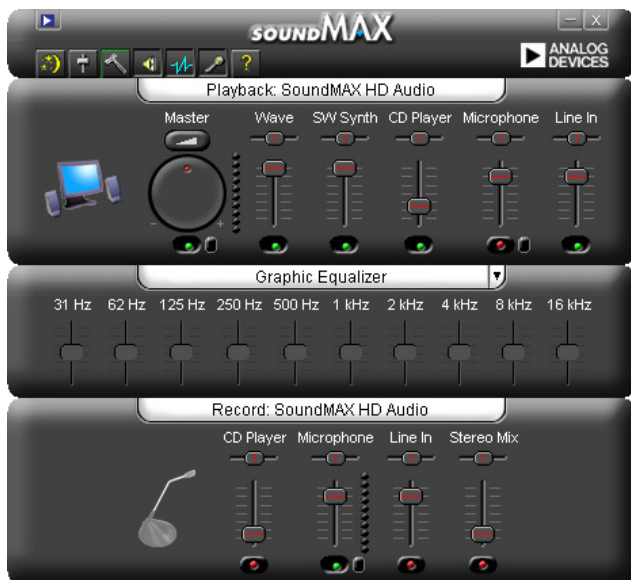 SOUNDMAX
– X
?
ANALOG
DEVICES
Playback: SoundMAX HD Audio
Master Wave SW Synth CD Player Microphone Line In
- +
Graphic Equalizer
31 Hz 62 Hz 125 Hz 250 Hz 500 Hz 1 kHz 2 kHz 4 kHz 8 kHz 16 kHz
Record: SoundMAX HD Audio
CD Player Microphone Line In Stereo Mix